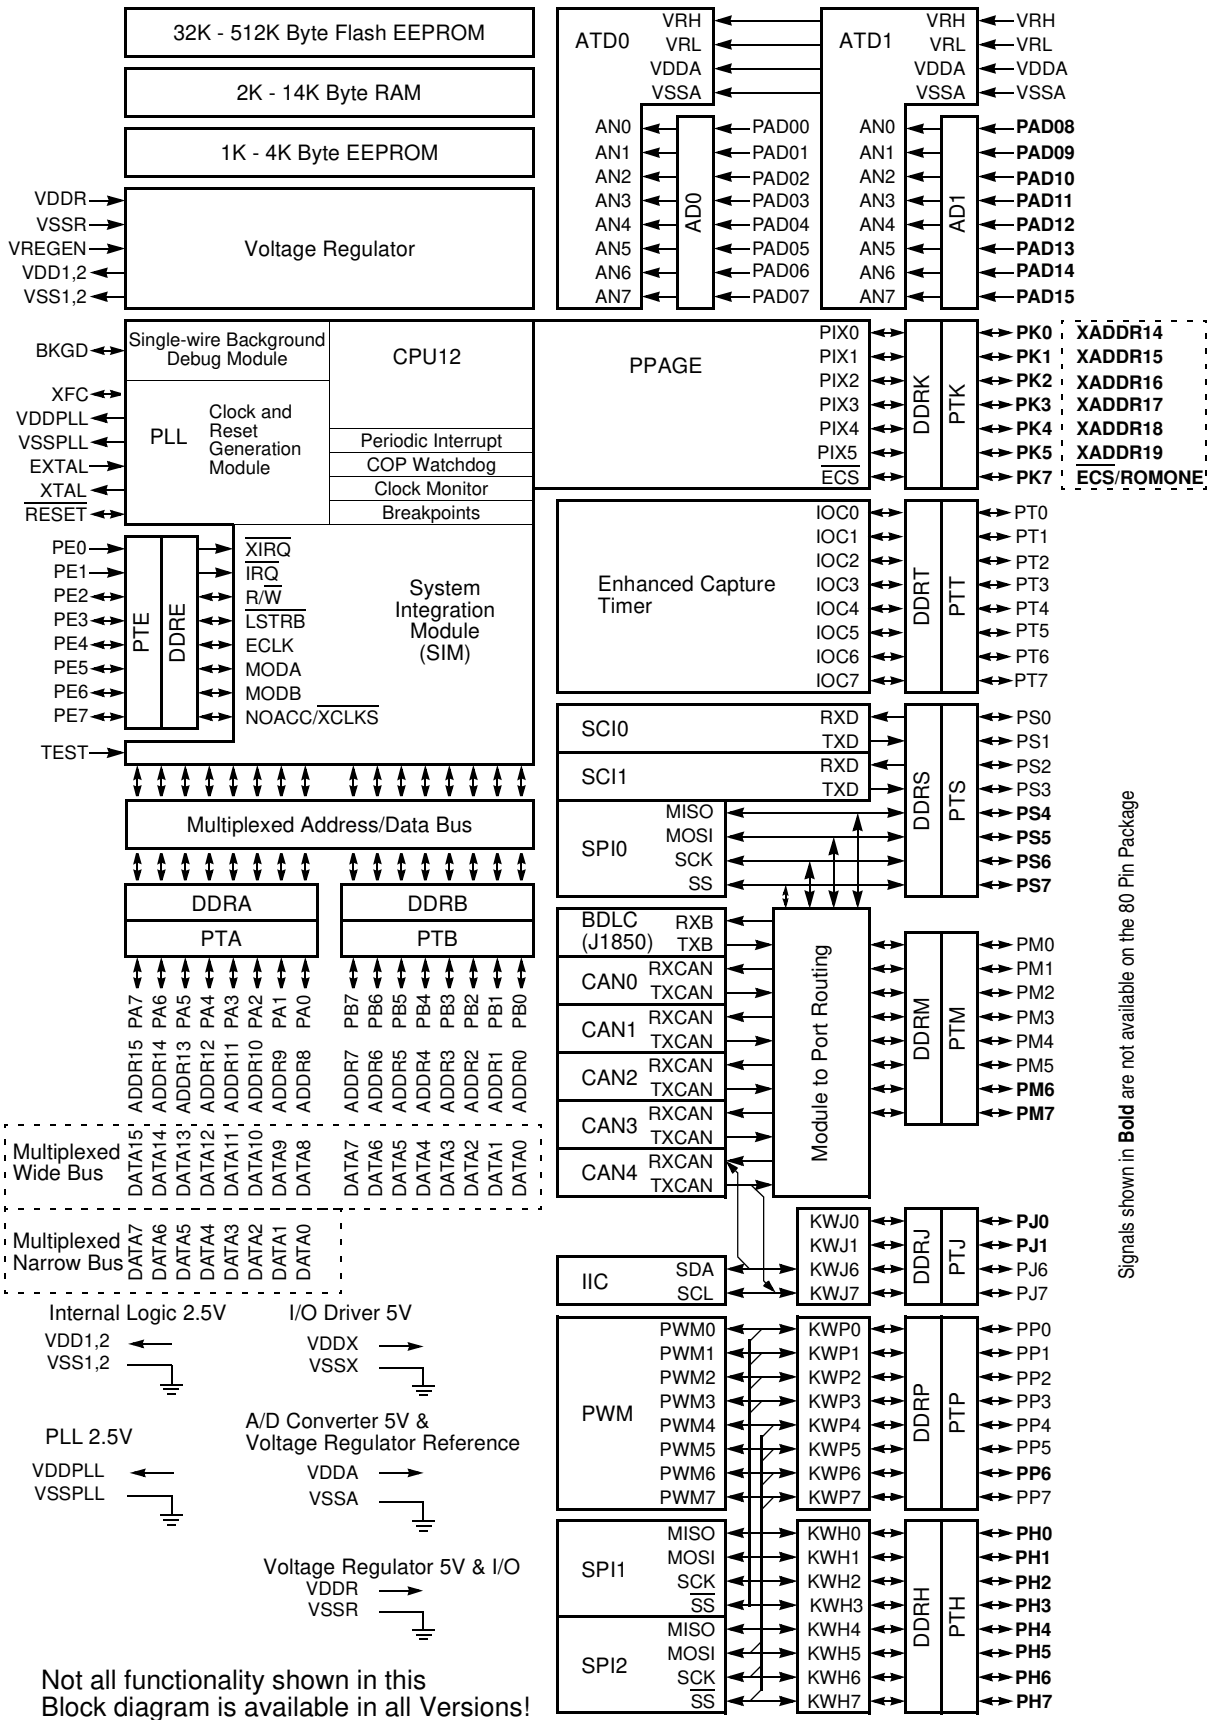 32K - 512K Byte Flash EEPROM
2K - 14K Byte RAM
1K - 4K Byte EEPROM
VDDR
VSSR
VREGEN
VDD1,2
VSS1,2
Voltage Regulator
ATD0
VRH
VRL
VDDA
VSSA
AN0
AN1
AN2
AN3
AN4
AN5
AN6
AN7
AD0
PAD00
PAD01
PAD02
PAD03
PAD04
PAD05
PAD06
PAD07
ATD1
VRH
VRL
VDDA
VSSA
AN0
AN1
AN2
AN3
AN4
AN5
AN6
AN7
AD1
VRH
VRL
VDDA
VSSA
PAD08
PAD09
PAD10
PAD11
PAD12
PAD13
PAD14
PAD15
BKGD
XFC
VDDPLL
VSSPLL
EXTAL
XTAL
RESET
Single-wire Background
Debug Module
CPU12
PLL
Clock and
Reset
Generation
Module
Periodic Interrupt
COP Watchdog
Clock Monitor
Breakpoints
PE0
PE1
PE2
PE3
PE4
PE5
PE6
PE7
TEST
PTE
DDRE
XIRQ
IRQ
R/W
LSTRB
ECLK
MODA
MODB
NOACC/XCLKS
System
Integration
Module
(SIM)
PPAGE
PIX0
PIX1
PIX2
PIX3
PIX4
PIX5
ECS
DDRK
PTK
PK0
PK1
PK2
PK3
PK4
PK5
PK7
XADDR14
XADDR15
XADDR16
XADDR17
XADDR18
XADDR19
ECS/ROMONE
Enhanced Capture
Timer
IOC0
IOC1
IOC2
IOC3
IOC4
IOC5
IOC6
IOC7
DDRT
PTT
PT0
PT1
PT2
PT3
PT4
PT5
PT6
PT7
SCI0
RXD
TXD
SCI1
RXD
TXD
SPI0
MISO
MOSI
SCK
SS
DDRS
PTS
PS0
PS1
PS2
PS3
PS4
PS5
PS6
PS7
Multiplexed Address/Data Bus
DDRA
PTA
DDRB
PTB
PA7
PA6
PA5
PA4
PA3
PA2
PA1
PA0
PB7
PB6
PB5
PB4
PB3
PB2
PB1
PB0
ADDR15
ADDR14
ADDR13
ADDR12
ADDR11
ADDR10
ADDR9
ADDR8
ADDR7
ADDR6
ADDR5
ADDR4
ADDR3
ADDR2
ADDR1
ADDR0
Multiplexed
Wide Bus
DATA15
DATA14
DATA13
DATA12
DATA11
DATA10
DATA9
DATA8
DATA7
DATA6
DATA5
DATA4
DATA3
DATA2
DATA1
DATA0
Multiplexed
Narrow Bus
DATA7
DATA6
DATA5
DATA4
DATA3
DATA2
DATA1
DATA0
BDLC
(J1850)
RXB
TXB
CAN0
RXCAN
TXCAN
CAN1
RXCAN
TXCAN
CAN2
RXCAN
TXCAN
CAN3
RXCAN
TXCAN
CAN4
RXCAN
TXCAN
Module to Port Routing
DDRM
PTM
PM0
PM1
PM2
PM3
PM4
PM5
PM6
PM7
IIC
SDA
SCL
KWJ0
KWJ1
KWJ6
KWJ7
DDRJ
PTJ
PJ0
PJ1
PJ6
PJ7
PWM
PWM0
PWM1
PWM2
PWM3
PWM4
PWM5
PWM6
PWM7
KWP0
KWP1
KWP2
KWP3
KWP4
KWP5
KWP6
KWP7
DDRP
PTP
PP0
PP1
PP2
PP3
PP4
PP5
PP6
PP7
SPI1
MISO
MOSI
SCK
SS
SPI2
MISO
MOSI
SCK
SS
KWH0
KWH1
KWH2
KWH3
KWH4
KWH5
KWH6
KWH7
DDRH
PTH
PH0
PH1
PH2
PH3
PH4
PH5
PH6
PH7
Signals shown in Bold are not available on the 80 Pin Package
Internal Logic 2.5V
VDD1,2
VSS1,2
I/O Driver 5V
VDDX
VSSX
PLL 2.5V
VDDPLL
VSSPLL
A/D Converter 5V &
Voltage Regulator Reference
VDDA
VSSA
Voltage Regulator 5V & I/O
VDDR
VSSR
Not all functionality shown in this
Block diagram is available in all Versions!